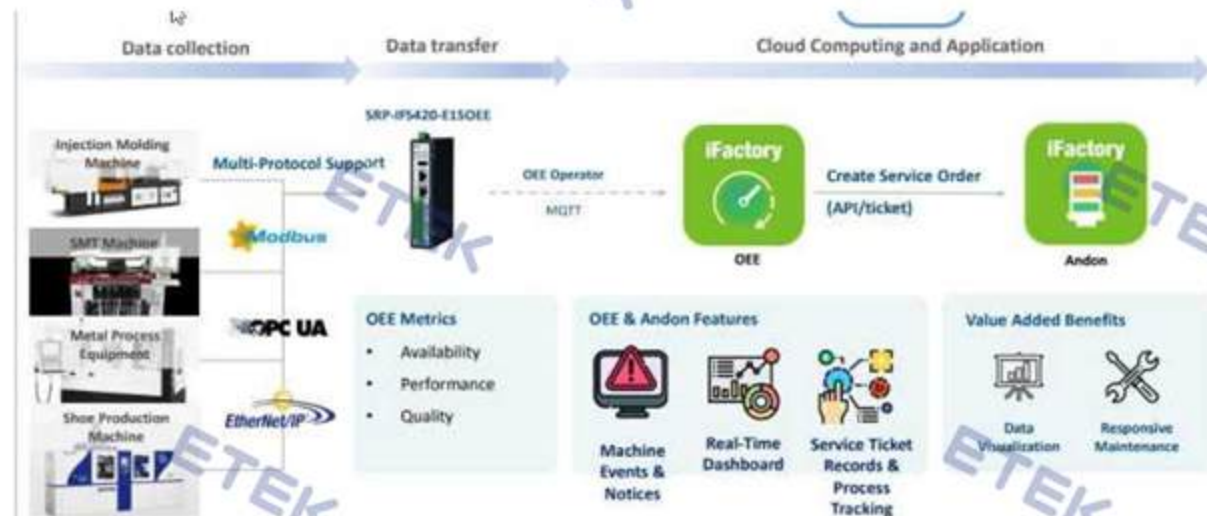 Data collection
Data transfer
Cloud Computing and Application
Injection Molding
Machine
Multi-Protocol Support
SRP-IFS420-E15OEE
iFactory
iFactory
OEE Operator
MQTT
Create Service Order
(API/ticket)
OEE
Andon
Modbus
SMT Machine
OPC UA
Metal Process
Equipment
EtherNet/IP
Shoe Production
Machine
OEE Metrics
• Availability
• Performance
• Quality
OEE & Andon Features
Machine
Events &
Notices
Real-Time
Dashboard
Service Ticket
Records &
Process
Tracking
Value Added Benefits
Data
Visualization
Responsive
Maintenance
ETEK
ETEK
ETEK
ETEK